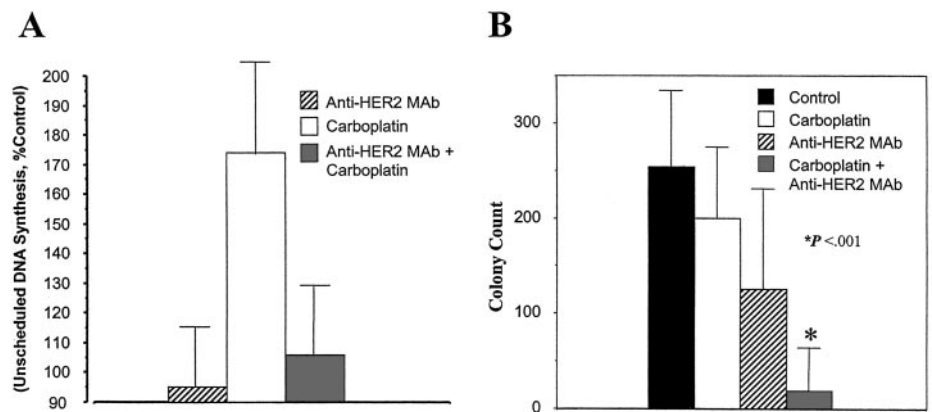 A
(Unscheduled DNA Synthesis, %Control)
200
190
180
170
160
150
140
130
120
110
100
90
Anti-HER2 MAb
Carboplatin
Anti-HER2 MAb +
Carboplatin
B
Colony Count
300
200
100
0
Control
Carboplatin
Anti-HER2 MAb
Carboplatin +
Anti-HER2 MAb
*P <.001
*